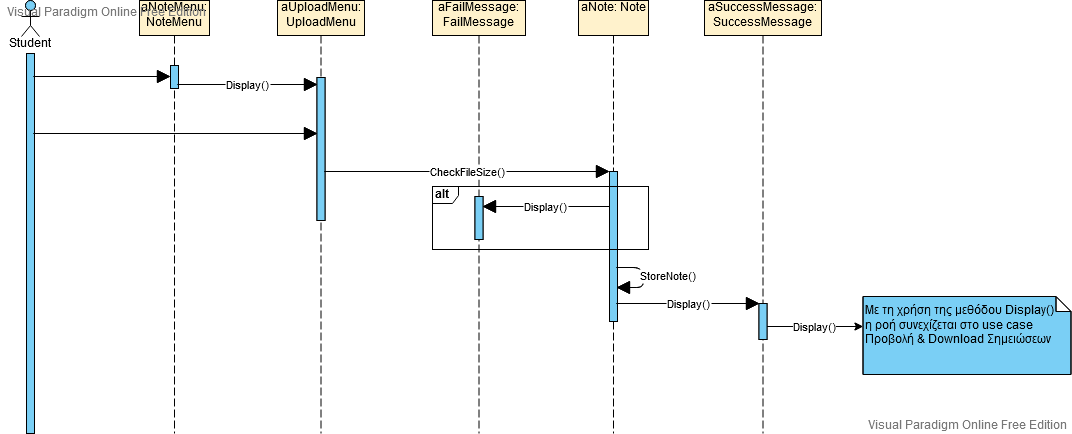 Visual Paradigm Online Free Edition
Student
aNoteMenu:
NoteMenu
aUploadMenu:
UploadMenu
aFailMessage:
FailMessage
aNote: Note
aSuccessMessage:
SuccessMessage
Display()
CheckFileSize()
alt
Display()
StoreNote()
Display()
Display()
Με τη χρήση της μεθόδου Display()
η ροή συνεχίζεται στο use case
Προβολή & Download Σημειώσεων
Visual Paradigm Online Free Edition